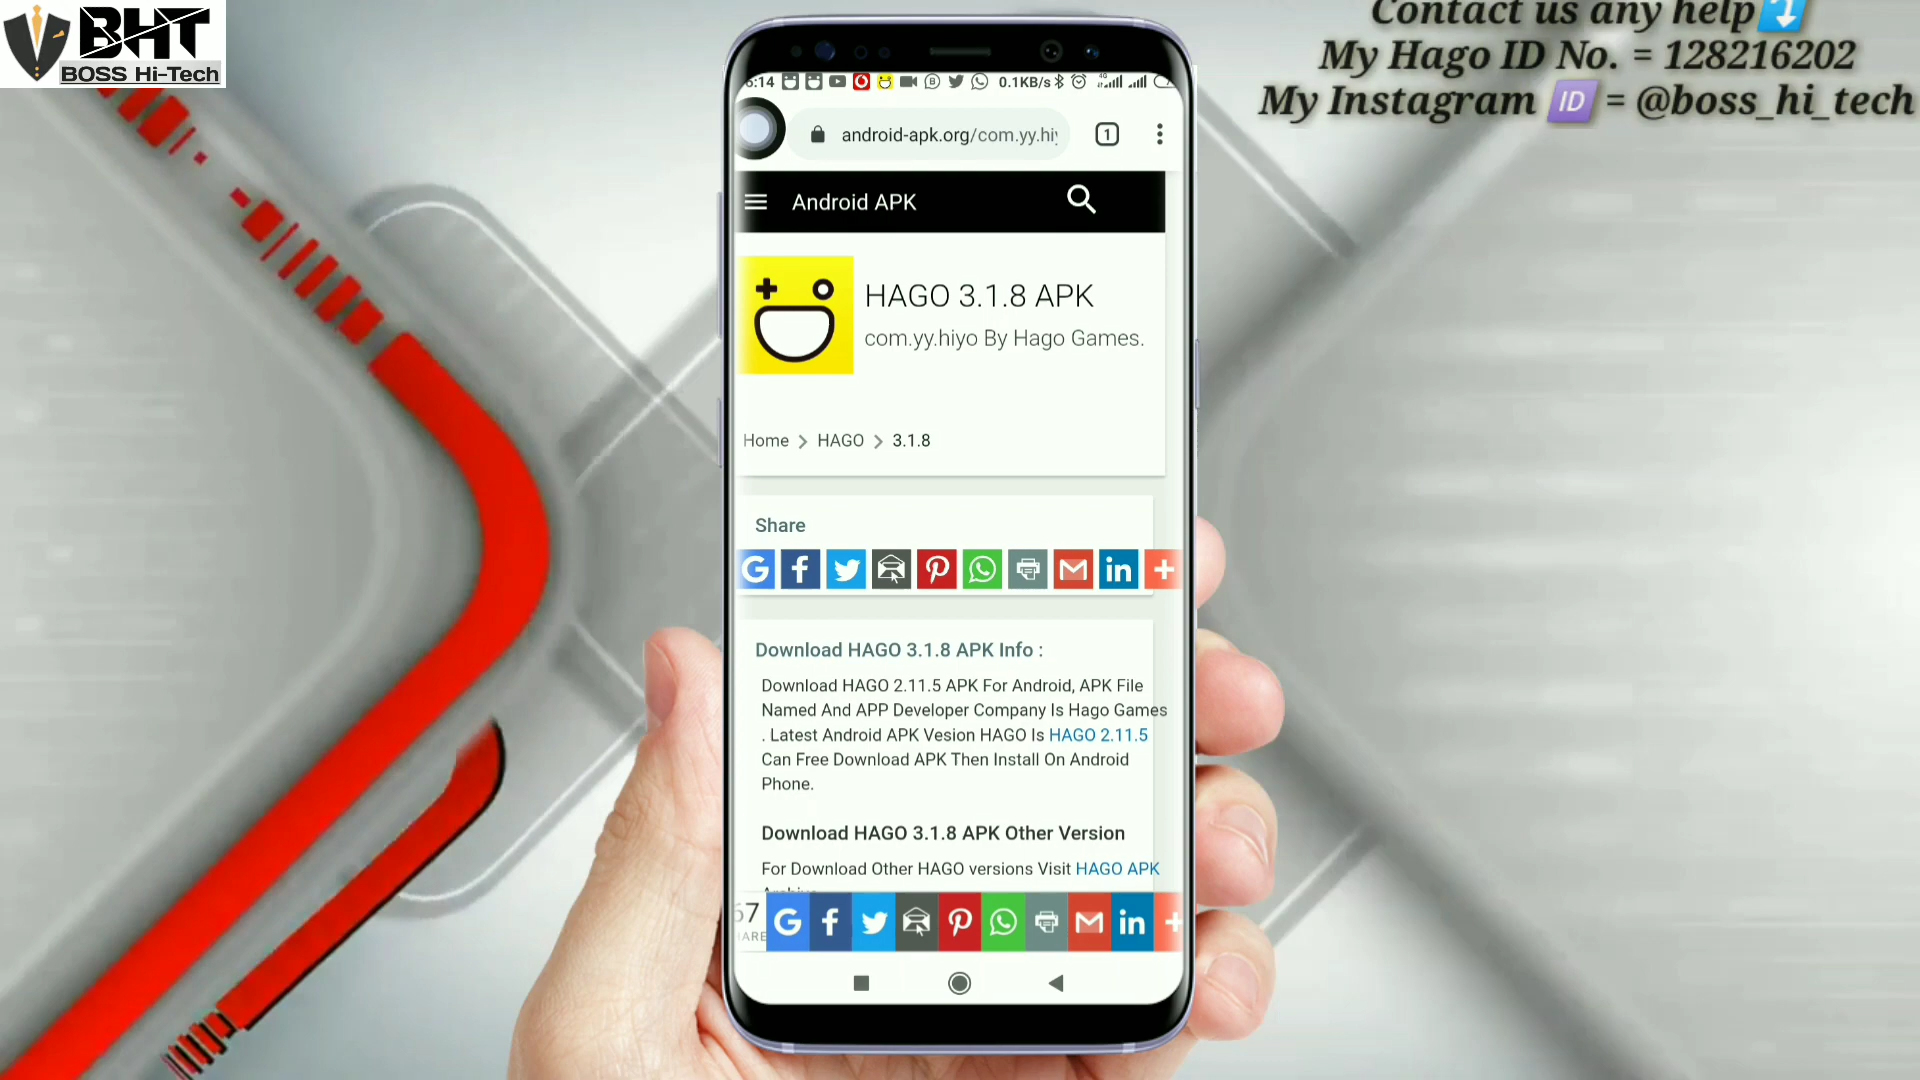 BHT
BOSS Hi-Tech
Contact us any help
My Hago ID No. = 128216202
My Instagram ID = @boss_hi_tech
6:14
0.1KB/s
4G
android-apk.org/com.yy.hiy
1
Android APK
HAGO 3.1.8 APK
com.yy.hiyo By Hago Games.
Home > HAGO > 3.1.8
Share
Download HAGO 3.1.8 APK Info :
Download HAGO 2.11.5 APK For Android, APK File
Named And APP Developer Company Is Hago Games
. Latest Android APK Vesion HAGO Is HAGO 2.11.5
Can Free Download APK Then Install On Android
Phone.
Download HAGO 3.1.8 APK Other Version
For Download Other HAGO versions Visit HAGO APK
67